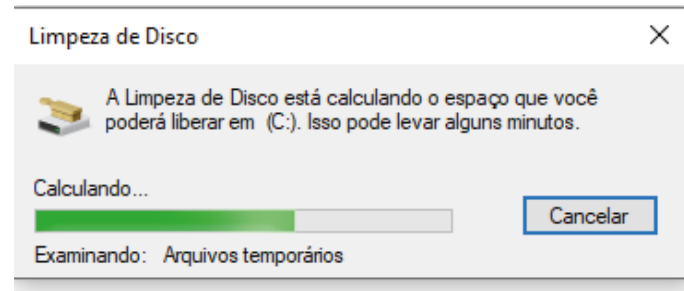 Limpeza de Disco
A Limpeza de Disco está calculando o espaço que você
poderá liberar em (C:). Isso pode levar alguns minutos.
Calculando...
Cancelar
Examinando: Arquivos temporários